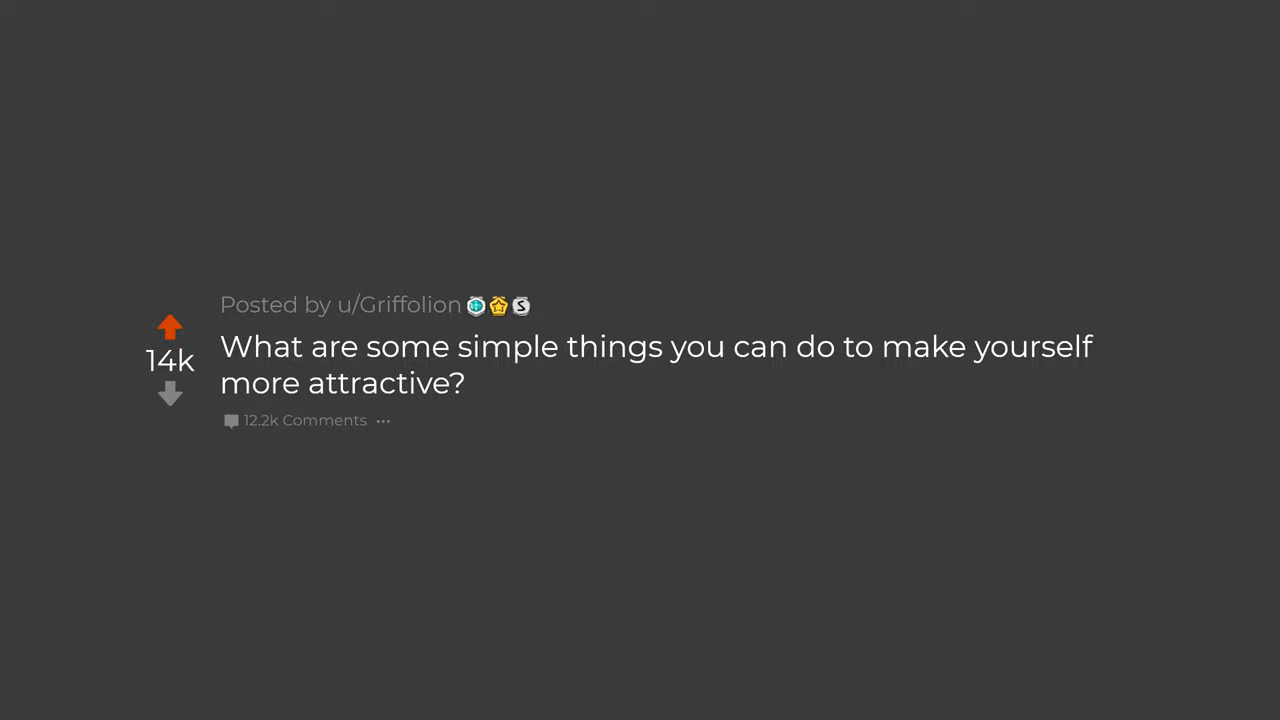 Posted by u/Griffolion
14k
What are some simple things you can do to make yourself
more attractive?
12.2k Comments ...